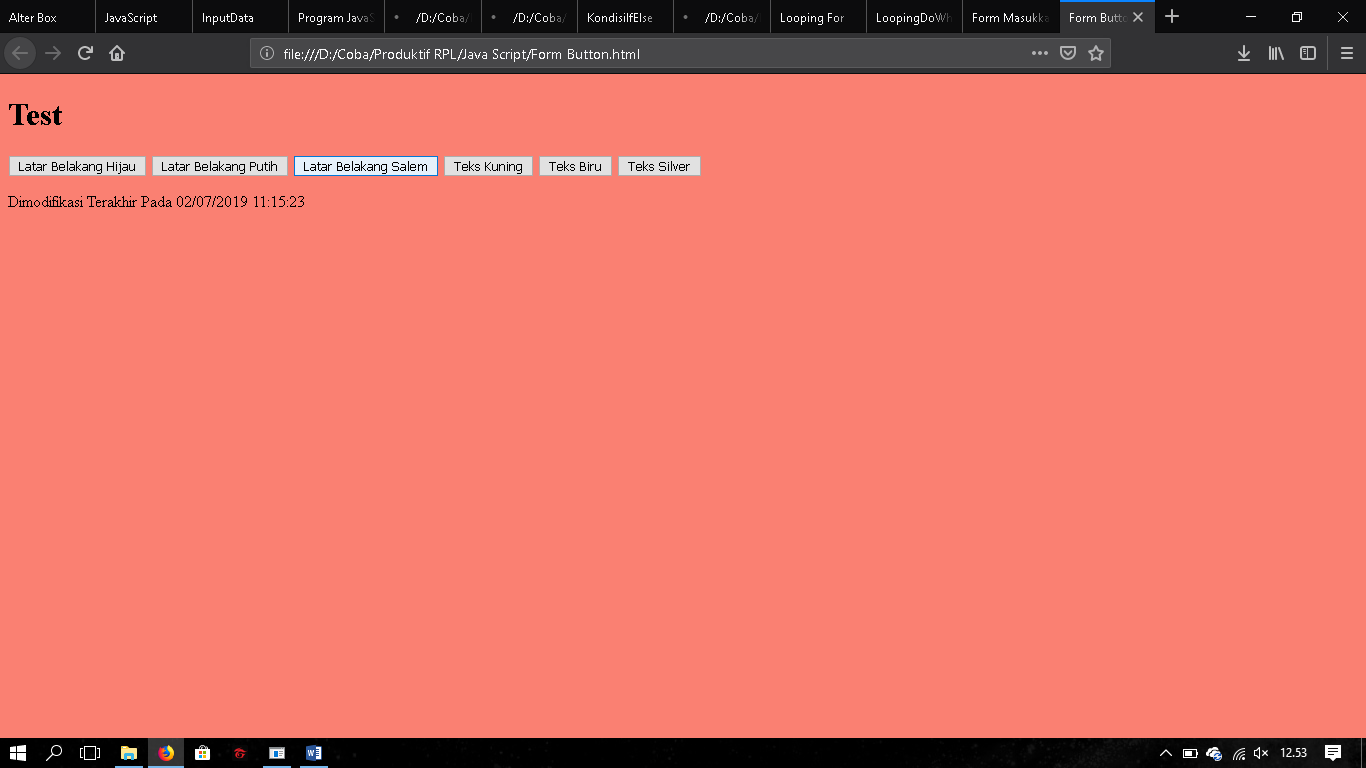 Alter Box
JavaScript
InputData
Program JavaS
/D:/Coba/
/D:/Coba/
KondisiIfElse
/D:/Coba/
Looping For
LoopingDoWh
Form Masukka
Form Butto
file:///D:/Coba/Produktif RPL/Java Script/Form Button.html
Test
Latar Belakang Hijau Latar Belakang Putih Latar Belakang Salem Teks Kuning Teks Biru Teks Silver
Dimodifikasi Terakhir Pada 02/07/2019 11:15:23
12.53